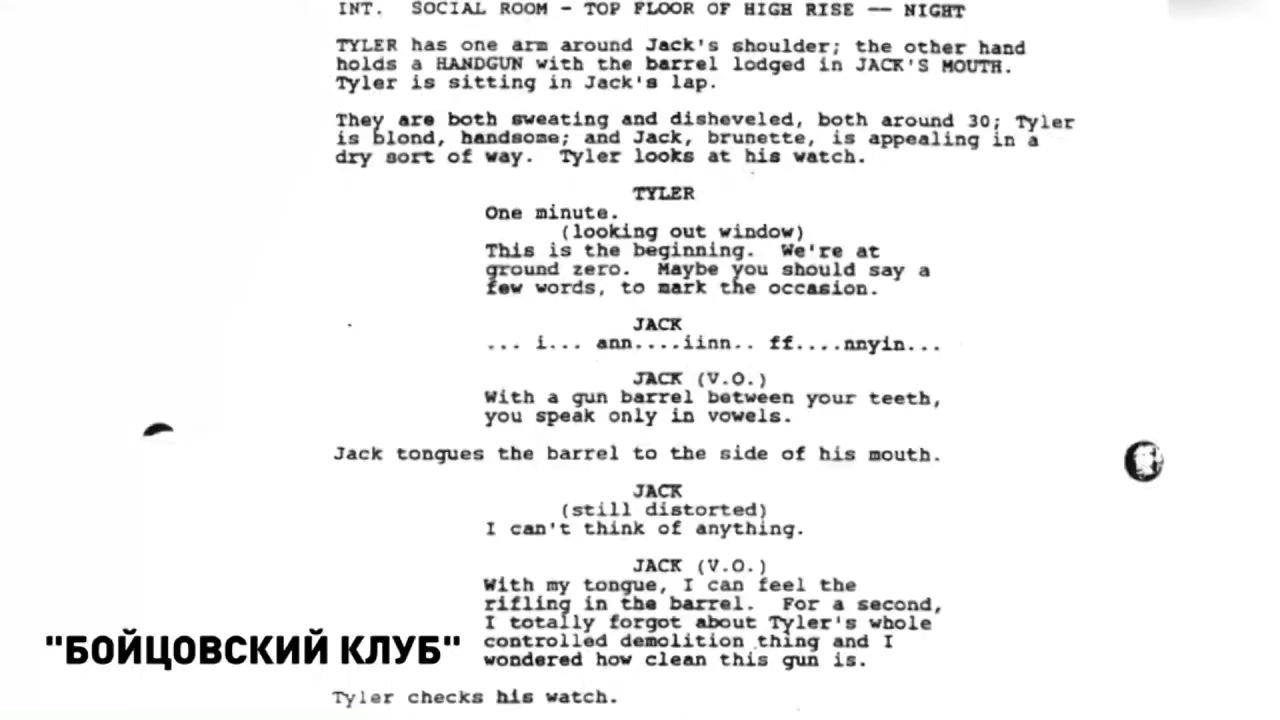 INT. SOCIAL ROOM - TOP FLOOR OF HIGH RISE -- NIGHT
TYLER has one arm around Jack's shoulder; the other hand
holds a HANDGUN with the barrel lodged in JACK'S MOUTH.
Tyler is sitting in Jack's lap.
They are both sweating and disheveled, both around 30; Tyler
is blond, handsome; and Jack, brunette, is appealing in a
dry sort of way. Tyler looks at his watch.
TYLER
One minute.
(looking out window)
This is the beginning. We're at
ground zero. Maybe you should say a
few words, to mark the occasion.
JACK
... i... ann....iinn.. ff....nnyin...
JACK (V.O.)
With a gun barrel between your teeth,
you speak only in vowels.
Jack tongues the barrel to the side of his mouth.
JACK
(still distorted)
I can't think of anything.
JACK (V.O.)
With my tongue, I can feel the
rifling in the barrel. For a second,
I totally forgot about Tyler's whole
controlled demolition thing and I
wondered how clean this gun is.
Tyler checks his watch.
"БОЙЦОВСКИЙ КЛУБ"